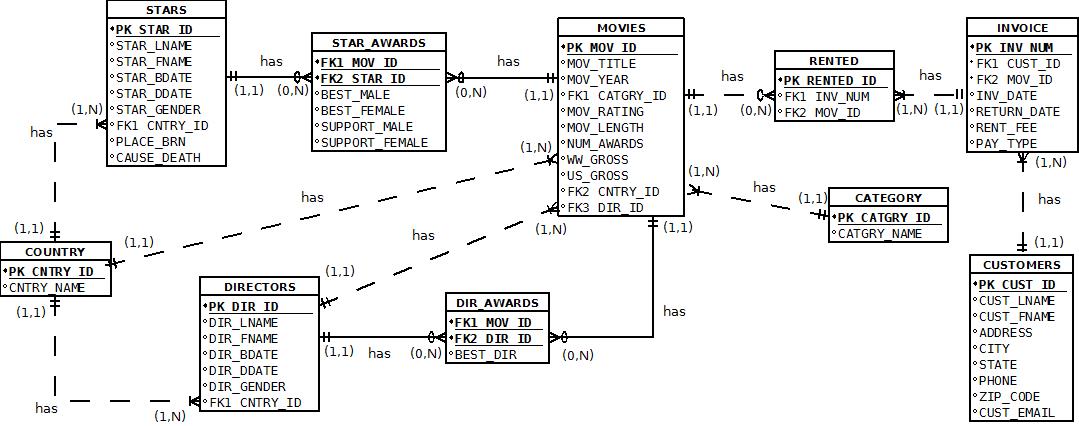 STARS
PK STAR_ID
STAR_LNAME
STAR_FNAME
STAR_BDATE
STAR_DDATE
STAR_GENDER
FK1 CNTRY_ID
PLACE_BRN
CAUSE_DEATH
has
(1,1)
(0,N)
STAR_AWARDS
FK1 MOV_ID
FK2 STAR_ID
BEST_MALE
BEST_FEMALE
SUPPORT_MALE
SUPPORT_FEMALE
has
(0,N)
(1,1)
MOVIES
PK MOV_ID
MOV_TITLE
MOV_YEAR
FK1 CATGRY_ID
MOV_RATING
MOV_LENGTH
NUM_AWARDS
WW_GROSS
US_GROSS
FK2 CNTRY_ID
FK3 DIR_ID
has
(1,1)
(0,N)
RENTED
PK RENTED_ID
FK1 INV_NUM
FK2 MOV_ID
has
(1,N)
(1,1)
INVOICE
PK INV_NUM
FK1 CUST_ID
FK2 MOV_ID
INV_DATE
RETURN_DATE
RENT_FEE
PAY_TYPE
(1,N)
has
(1,1)
(1,N)
has
(1,1)
(1,N)
has
(1,1)
(1,N)
has
(1,1)
CATEGORY
PK CATGRY_ID
CATGRY_NAME
COUNTRY
PK CNTRY_ID
CNTRY_NAME
(1,1)
has
(1,N)
(1,1)
has
(1,N)
DIRECTORS
PK DIR_ID
DIR_LNAME
DIR_FNAME
DIR_BDATE
DIR_DDATE
DIR_GENDER
FK1 CNTRY_ID
(1,1)
has
(0,N)
DIR_AWARDS
FK1 MOV_ID
FK2 DIR_ID
BEST_DIR
(0,N)
has
(1,1)
CUSTOMERS
PK CUST_ID
CUST_LNAME
CUST_FNAME
ADDRESS
CITY
STATE
PHONE
ZIP_CODE
CUST_EMAIL